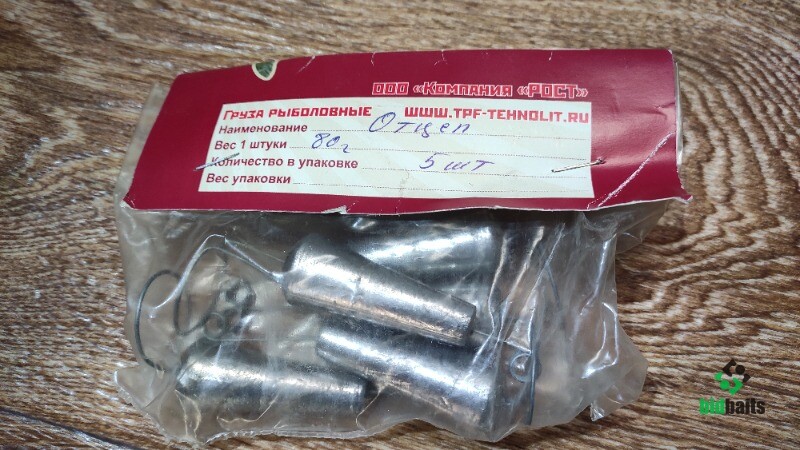 ООО «Компания «РОСТ»
Груза рыболовные WWW.TPF-TEHNOLIT.RU
Наименование Отцеп
Вес 1 штуки 80г
Количество в упаковке 5 шт
Вес упаковки
baits